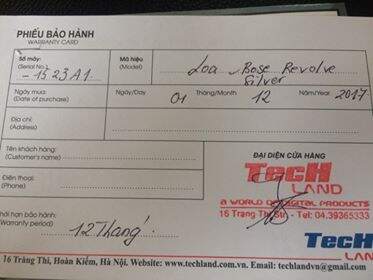 PHIẾU BẢO HÀNH
WARRANTY CARD
Số máy: (Serial No.) -1523A1
Mã hiệu (Model) Loa Bose Revolve
Silver
Ngày mua: (Date of purchase) Ngày/Day 01 Tháng/Month 12 Năm/Year 2017
Địa chỉ: (Address)
Tên khách hàng: (Customer's name)
ĐẠI DIỆN CỬA HÀNG
Điện thoại: (Phone)
TecH
LAND
a WORLD OF DIGITAL PRODUCTS
16 Trang Thi Str. - Tel: 04.39365333
hời hạn bảo hành: (Warranty period) 12 Tháng
TecH
16 Tràng Thi, Hoàn Kiếm, Hà Nội. Website: www.techland.com.vn. Email: techlandvn@gmail.com